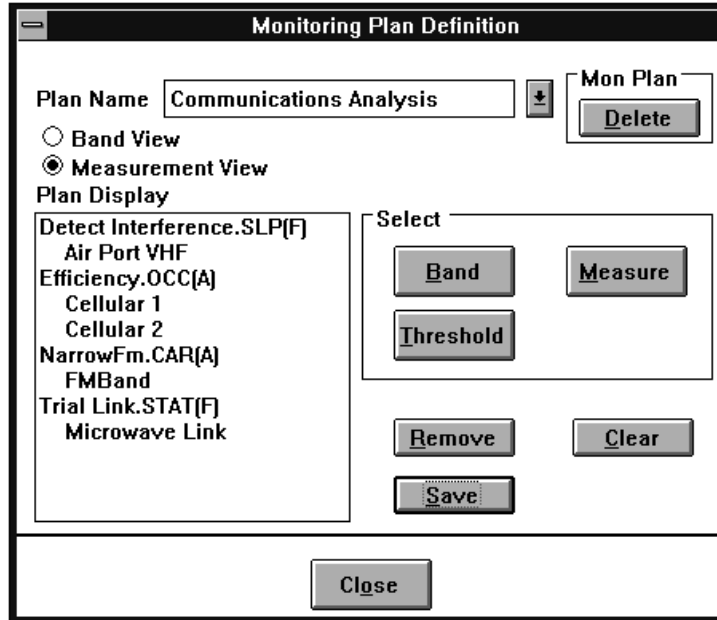 Monitoring Plan Definition
Plan Name Communications Analysis
Mon Plan
Delete
Band View
Measurement View
Plan Display
Detect Interference.SLP(F)
Air Port VHF
Efficiency.OCC(A)
Cellular 1
Cellular 2
NarrowFm.CAR(A)
FMBand
Trial Link.STAT(F)
Microwave Link
Select
Band Measure
Threshold
Remove Clear
Save
Close